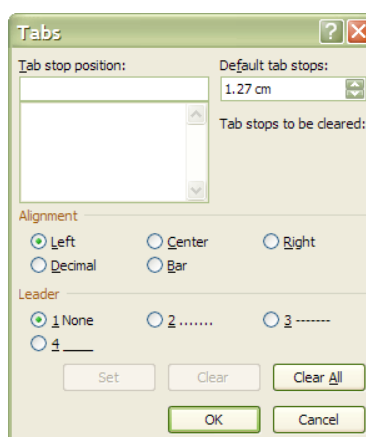 Tabs
Tab stop position: Default tab stops:
1.27 cm
Tab stops to be cleared:
Alignment
Left Center Right
Decimal Bar
Leader
1 None 2 ....... 3 -------
4 ____
Set Clear Clear All
OK Cancel